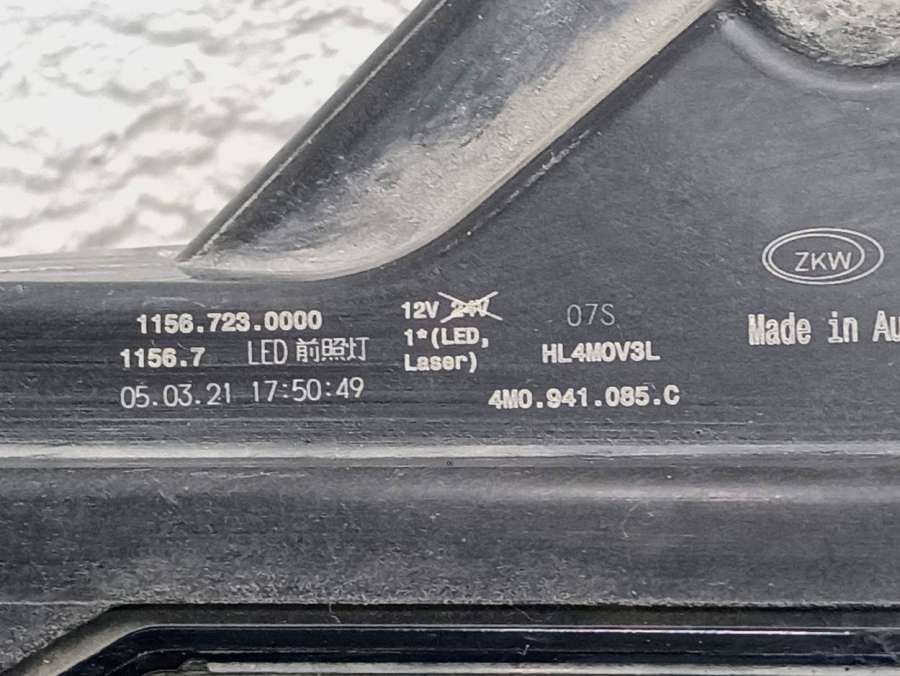 ZKW
1156.723.0000
1156.7 LED 前照灯
05.03.21 17:50:49
12V 24V
1*(LED,
Laser)
07S
HL4M0V3L
4M0.941.085.C
Made in Au